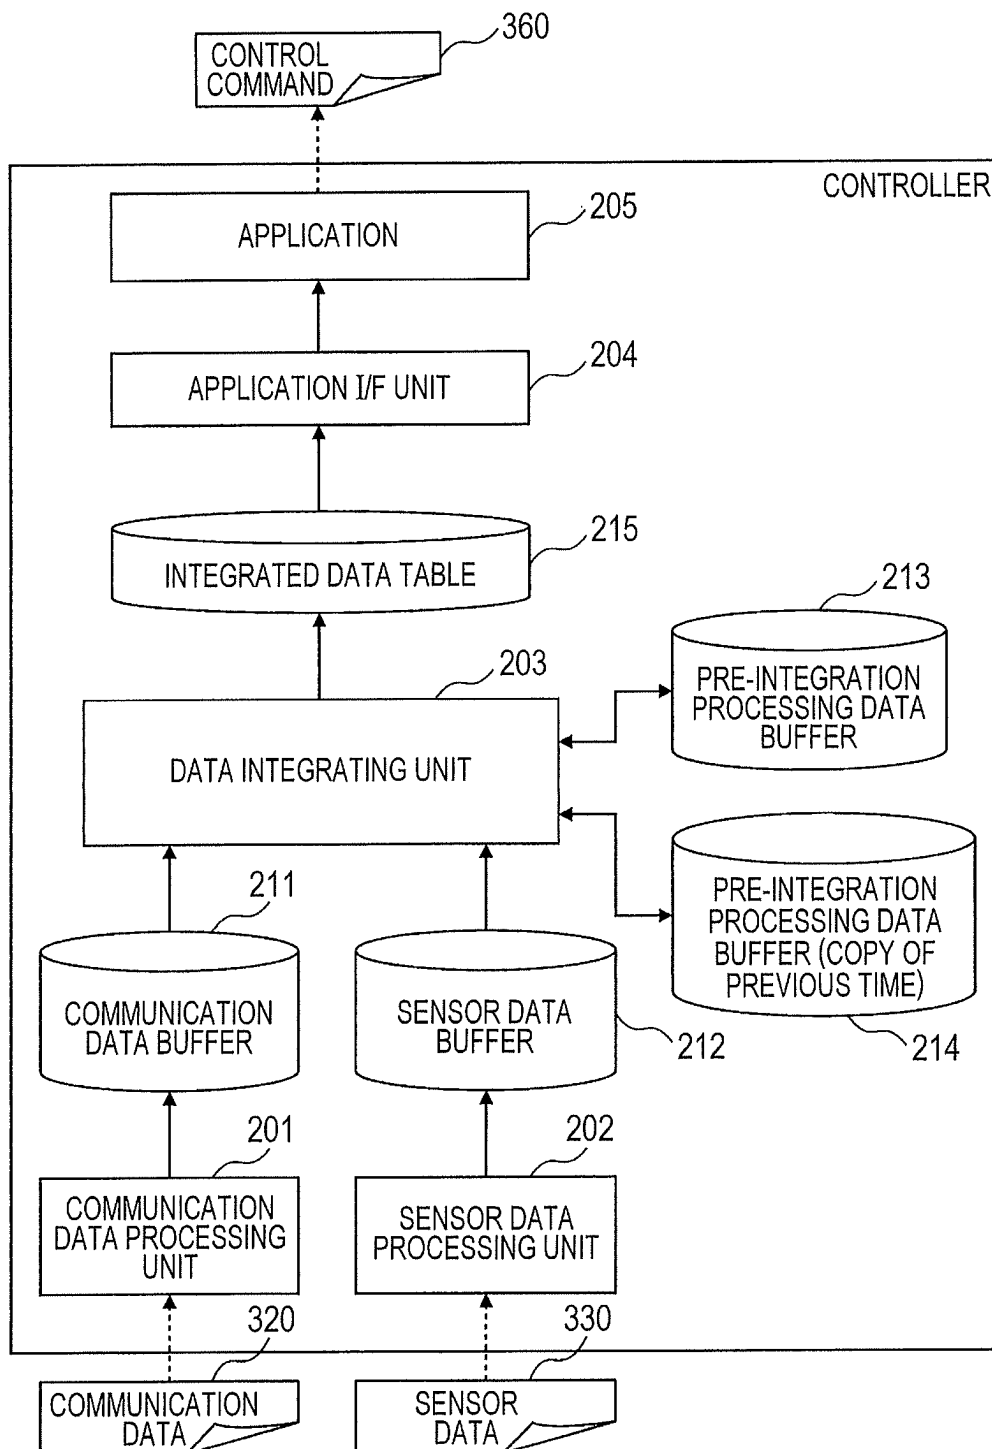 360
CONTROL
COMMAND
CONTROLLER
205
APPLICATION
204
APPLICATION I/F UNIT
215
INTEGRATED DATA TABLE
213
PRE-INTEGRATION
PROCESSING DATA
BUFFER
203
DATA INTEGRATING UNIT
PRE-INTEGRATION
PROCESSING DATA
BUFFER (COPY OF
PREVIOUS TIME)
214
211
COMMUNICATION
DATA BUFFER
SENSOR DATA
BUFFER
212
201
COMMUNICATION
DATA PROCESSING
UNIT
202
SENSOR DATA
PROCESSING UNIT
320
COMMUNICATION
DATA
330
SENSOR
DATA